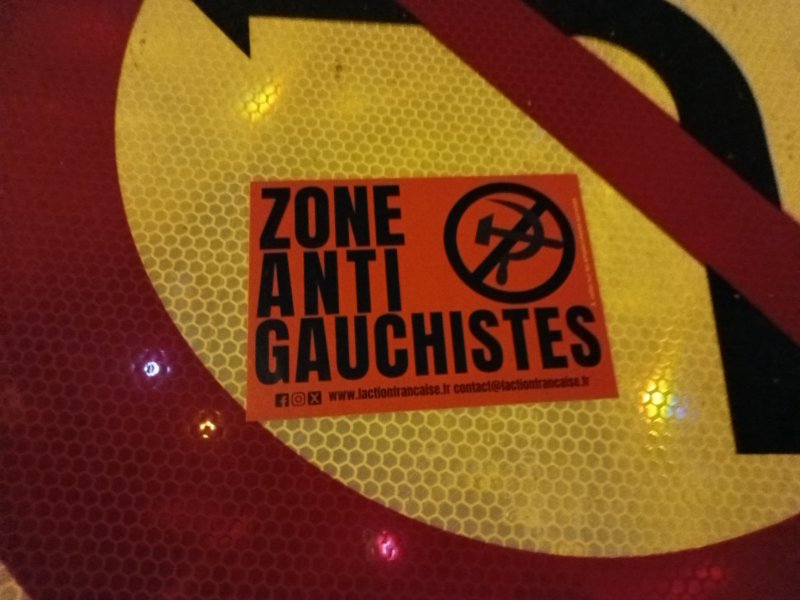 ZONE
ANTI
GAUCHISTES
www.lactionfrancaise.fr contact@lactionfrancaise.fr